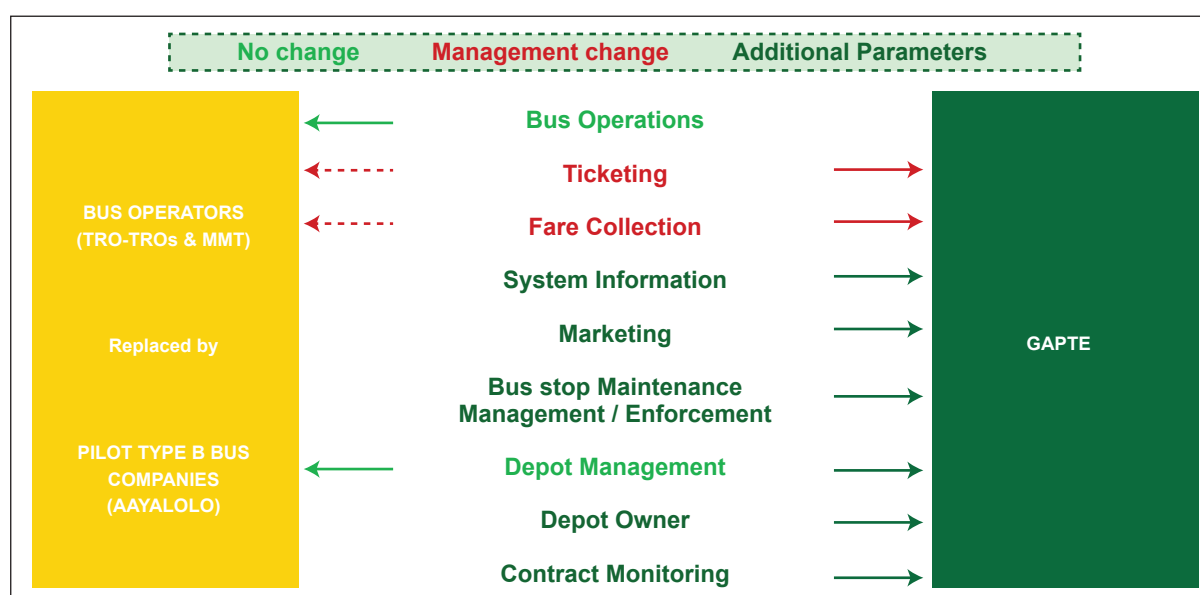 No change Management change Additional Parameters
BUS OPERATORS
(TRO-TROs & MMT)
Replaced by
PILOT TYPE B BUS
COMPANIES
(AAYALOLO)
Bus Operations
Ticketing
Fare Collection
System Information
Marketing
Bus stop Maintenance
Management / Enforcement
Depot Management
Depot Owner
Contract Monitoring
GAPTE